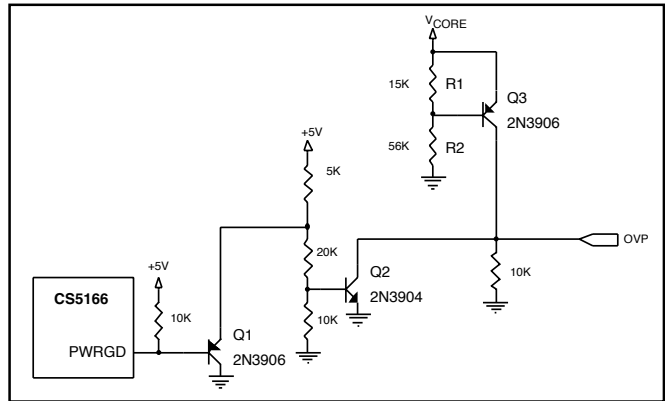 VCORE
15K
R1
Q3
2N3906
56K
R2
+5V
5K
20K
Q2
2N3904
10K
OVP
10K
CS5166
+5V
10K
PWRGD
Q1
2N3906